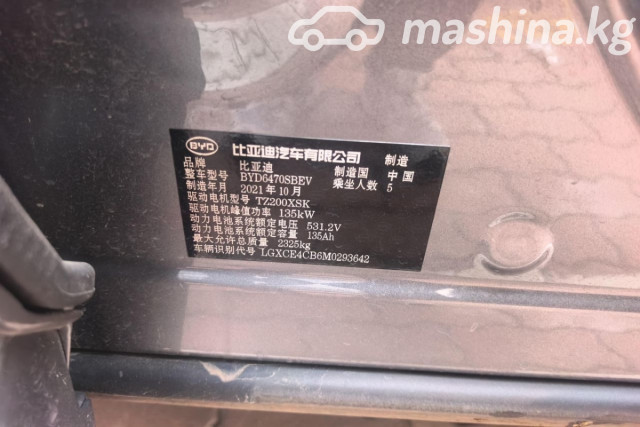 mashina.kg
BYD 比亚迪汽车有限公司 制造
品牌 比亚迪 制造国 中国
整车型号 BYD6470SBEV 乘坐人数 5
制造年月 2021年10月
驱动电机型号 TZ200XSK
驱动电机峰值功率 135kW
动力电池系统额定电压 531.2V
动力电池系统额定容量 135Ah
最大允许总质量 2325kg
车辆识别代号 LGXCE4CB6M0293642